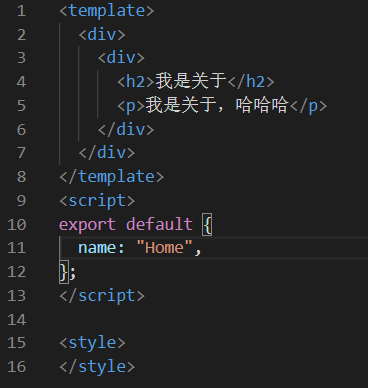 1 <template>
2   <div>
3     <div>
4       <h2>我是关于</h2>
5       <p>我是关于，哈哈哈</p>
6     </div>
7   </div>
8 </template>
9 <script>
10 export default {
11   name: "Home",
12 };
13 </script>
14
15 <style>
16 </style>